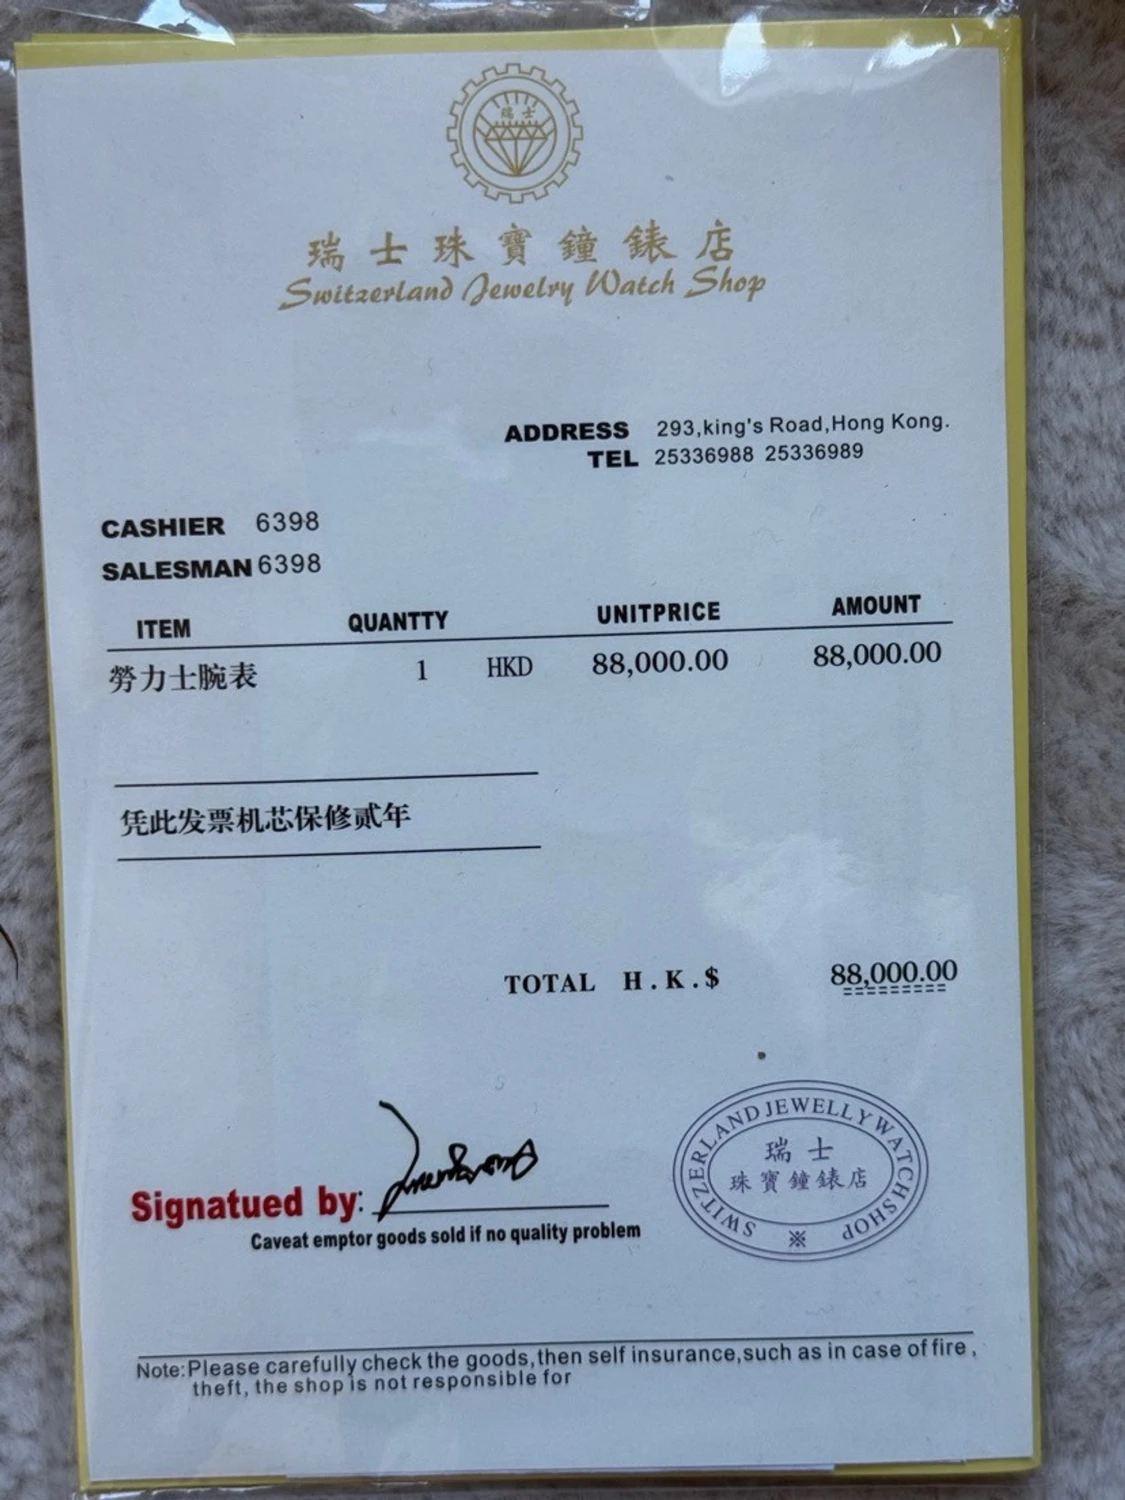 瑞士
瑞士珠寶鐘錶店
Switzerland Jewelry Watch Shop
ADDRESS 293,king's Road,Hong Kong.
TEL 25336988 25336989
CASHIER 6398
SALESMAN 6398
ITEM QUANTTY UNITPRICE AMOUNT
勞力士腕表 1 HKD 88,000.00 88,000.00
凭此发票机芯保修贰年
TOTAL H.K.$ 88,000.00
Signatued by:
Caveat emptor goods sold if no quality problem
SWITZERLAND JEWELLY WATCH SHOP
瑞士
珠寶鐘錶店
※
Note:Please carefully check the goods,then self insurance,such as in case of fire,
theft, the shop is not responsible for